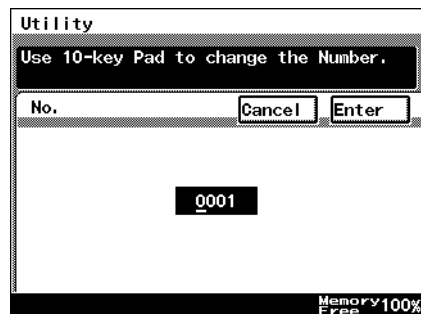 Utility
Use 10-key Pad to change the Number.
No. Cancel Enter
0001
Memory
Free 100%